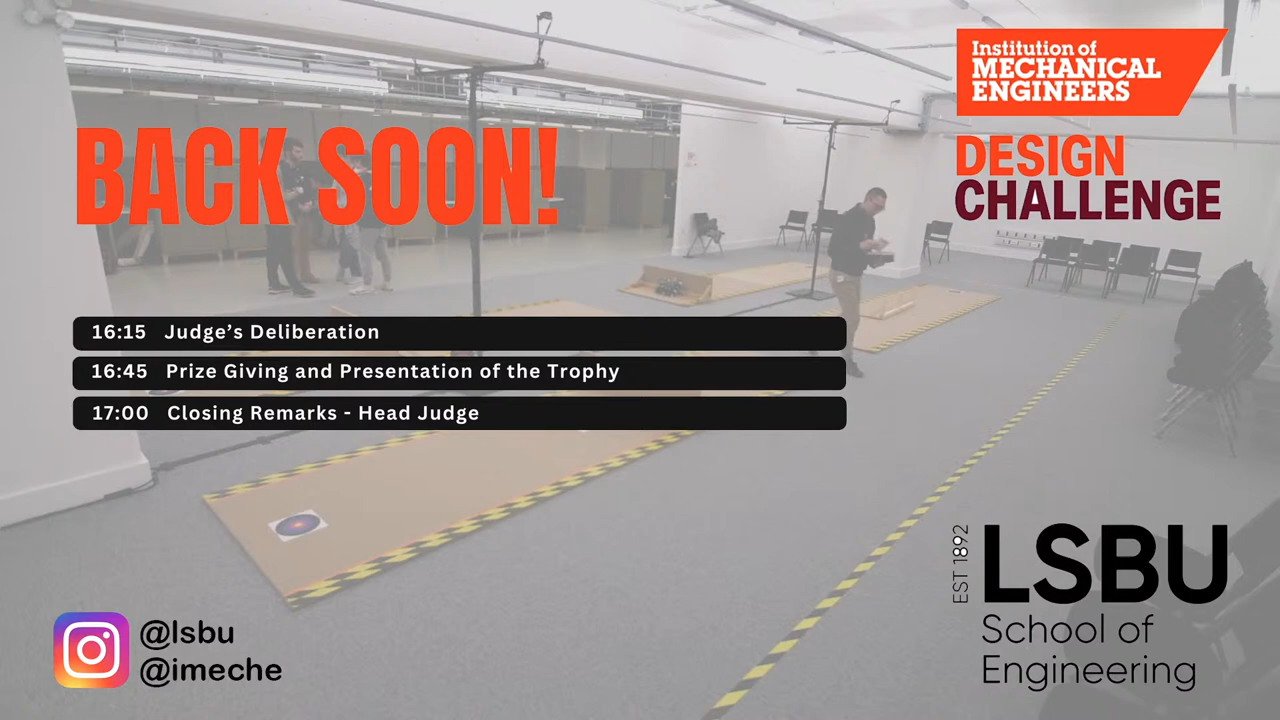 Institution of
MECHANICAL
ENGINEERS
DESIGN
CHALLENGE
BACK SOON!
16:15 Judge’s Deliberation
16:45 Prize Giving and Presentation of the Trophy
17:00 Closing Remarks - Head Judge
EST 1892
LSBU
School of
Engineering
@lsbu
@imeche